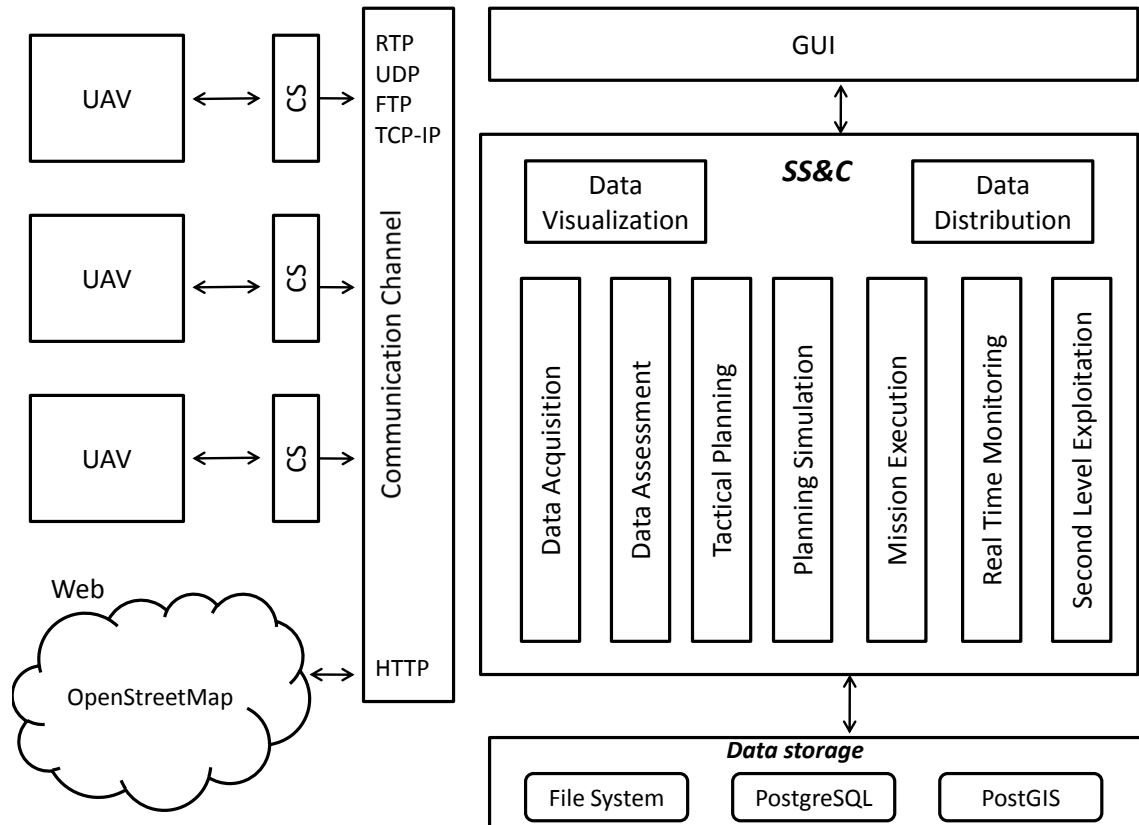 UAV
CS
UAV
CS
UAV
CS
Web
OpenStreetMap
RTP
UDP
FTP
TCP-IP
Communication Channel
HTTP
GUI
SS&C
Data
Visualization
Data
Distribution
Data Acquisition
Data Assessment
Tactical Planning
Planning Simulation
Mission Execution
Real Time Monitoring
Second Level Exploitation
Data storage
File System
PostgreSQL
PostGIS